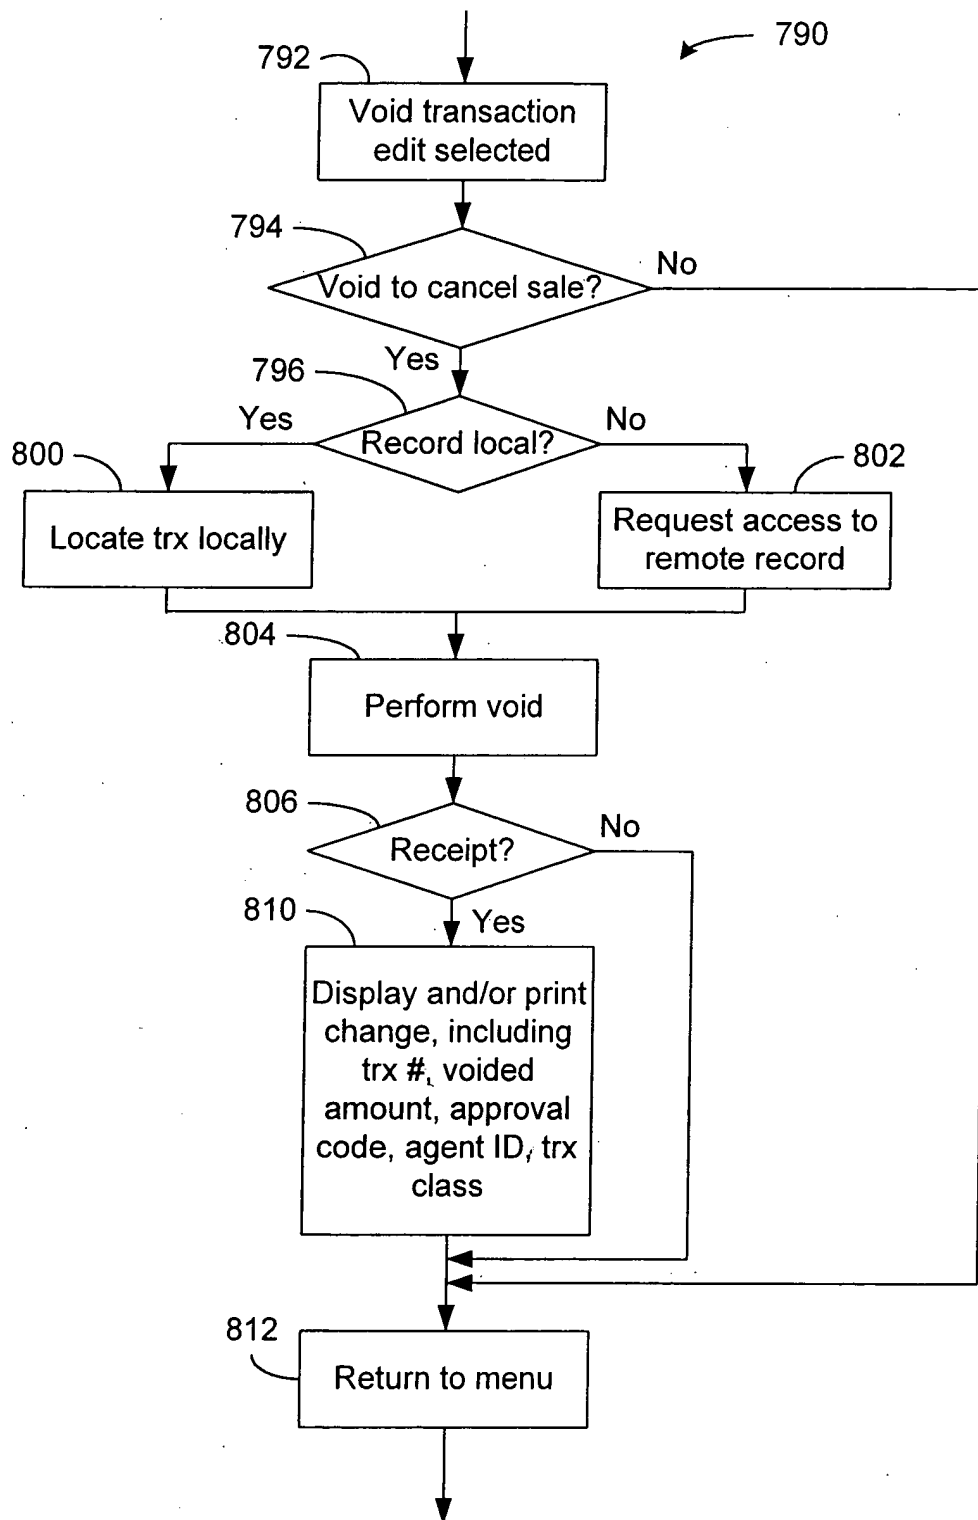 790
792
Void transaction
edit selected
794
Void to cancel sale?
No
Yes
796
Yes
Record local?
No
800
802
Locate trx locally
Request access to
remote record
804
Perform void
806
Receipt?
No
810
Yes
Display and/or print
change, including
trx #, voided
amount, approval
code, agent ID, trx
class
812
Return to menu